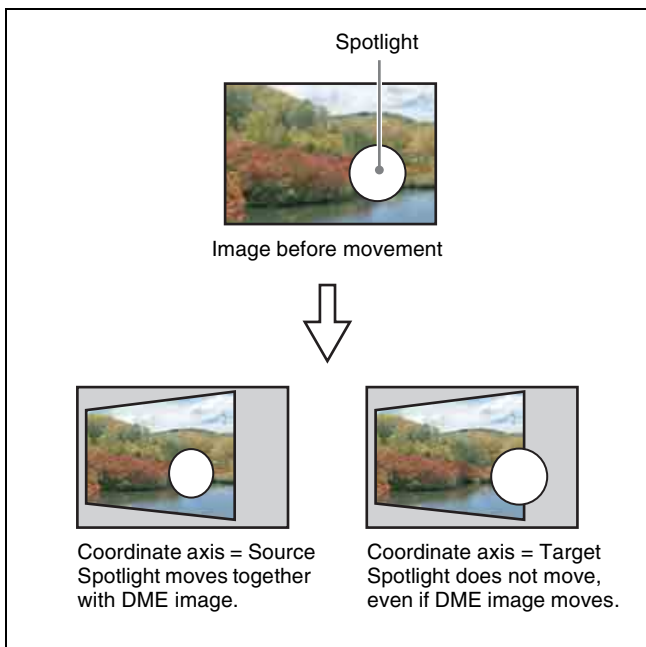 Spotlight
Image before movement
Coordinate axis = Source
Spotlight moves together
with DME image.
Coordinate axis = Target
Spotlight does not move,
even if DME image moves.